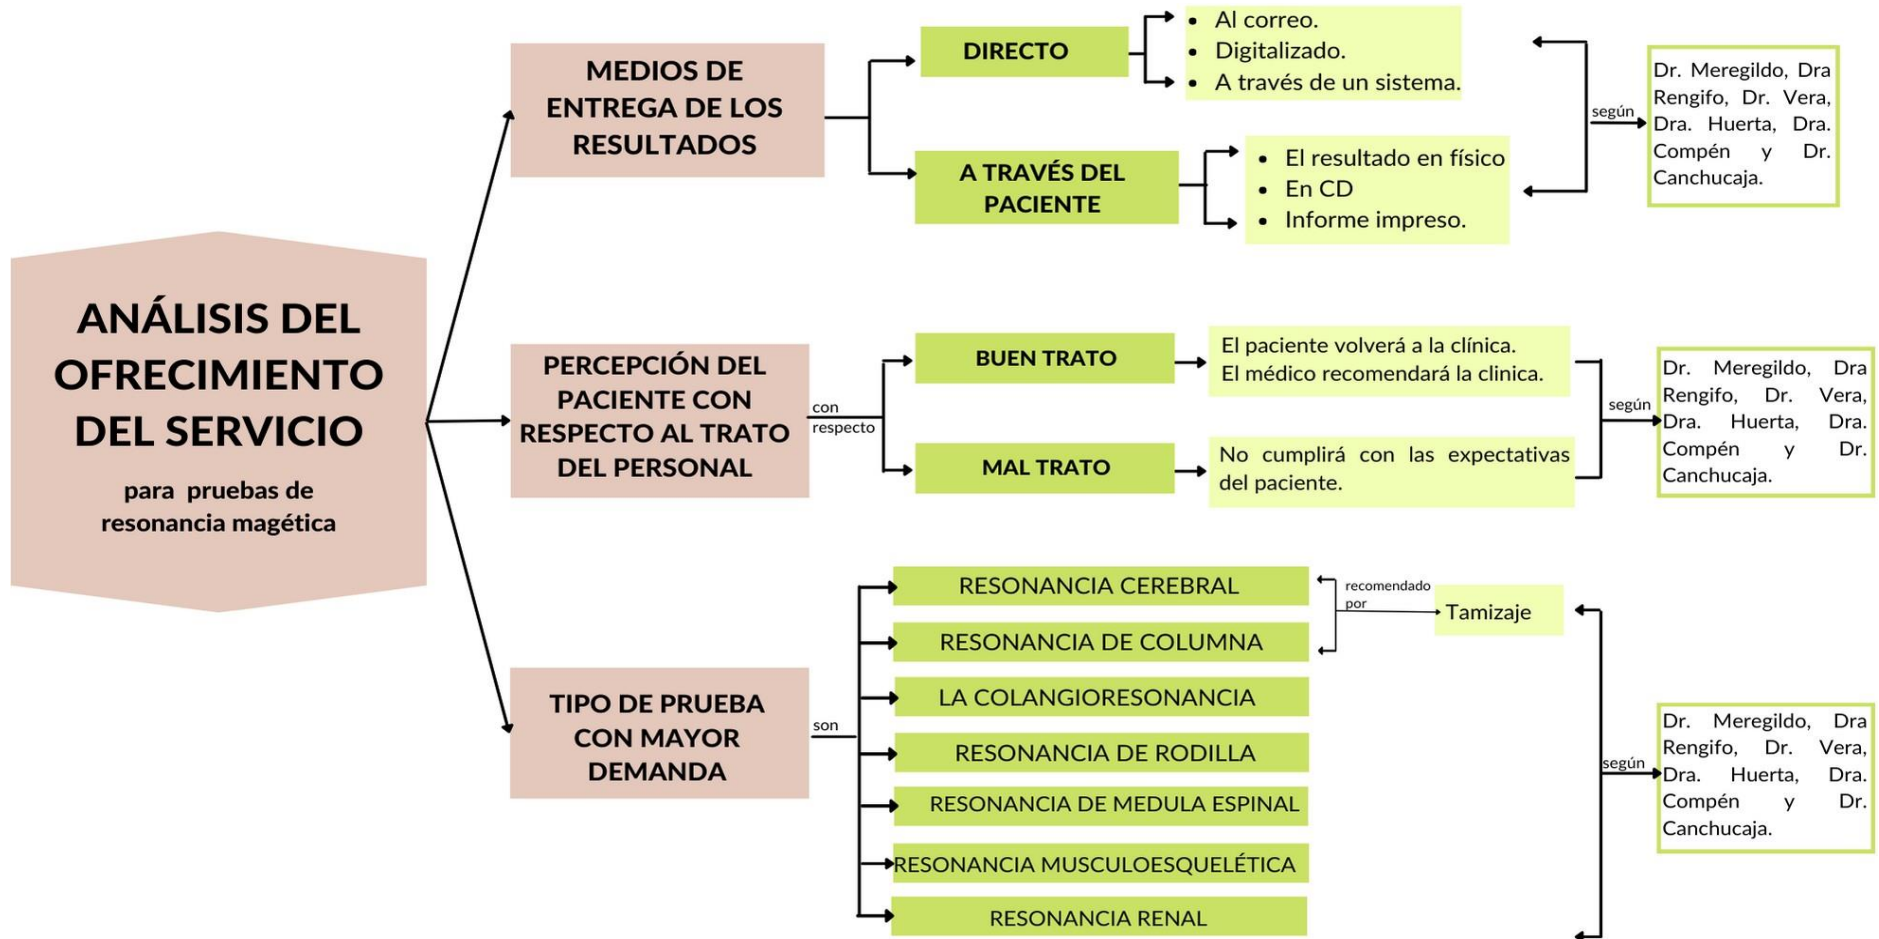 ANÁLISIS DEL
OFRECIMIENTO
DEL SERVICIO
para pruebas de
resonancia magética
MEDIOS DE
ENTREGA DE LOS
RESULTADOS
DIRECTO
• Al correo.
• Digitalizado.
• A través de un sistema.
A TRAVÉS DEL
PACIENTE
• El resultado en físico
• En CD
• Informe impreso.
según
Dr. Meregildo, Dra
Rengifo, Dr. Vera,
Dra. Huerta, Dra.
Compén y Dr.
Canchucaja.
PERCEPCIÓN DEL
PACIENTE CON
RESPECTO AL TRATO
DEL PERSONAL
con
respecto
BUEN TRATO
El paciente volverá a la clínica.
El médico recomendará la clinica.
MAL TRATO
No cumplirá con las expectativas
del paciente.
según
Dr. Meregildo, Dra
Rengifo, Dr. Vera,
Dra. Huerta, Dra.
Compén y Dr.
Canchucaja.
TIPO DE PRUEBA
CON MAYOR
DEMANDA
son
RESONANCIA CEREBRAL
RESONANCIA DE COLUMNA
LA COLANGIORESONANCIA
RESONANCIA DE RODILLA
RESONANCIA DE MEDULA ESPINAL
RESONANCIA MUSCULOESQUELÉTICA
RESONANCIA RENAL
recomendado
por
Tamizaje
según
Dr. Meregildo, Dra
Rengifo, Dr. Vera,
Dra. Huerta, Dra.
Compén y Dr.
Canchucaja.